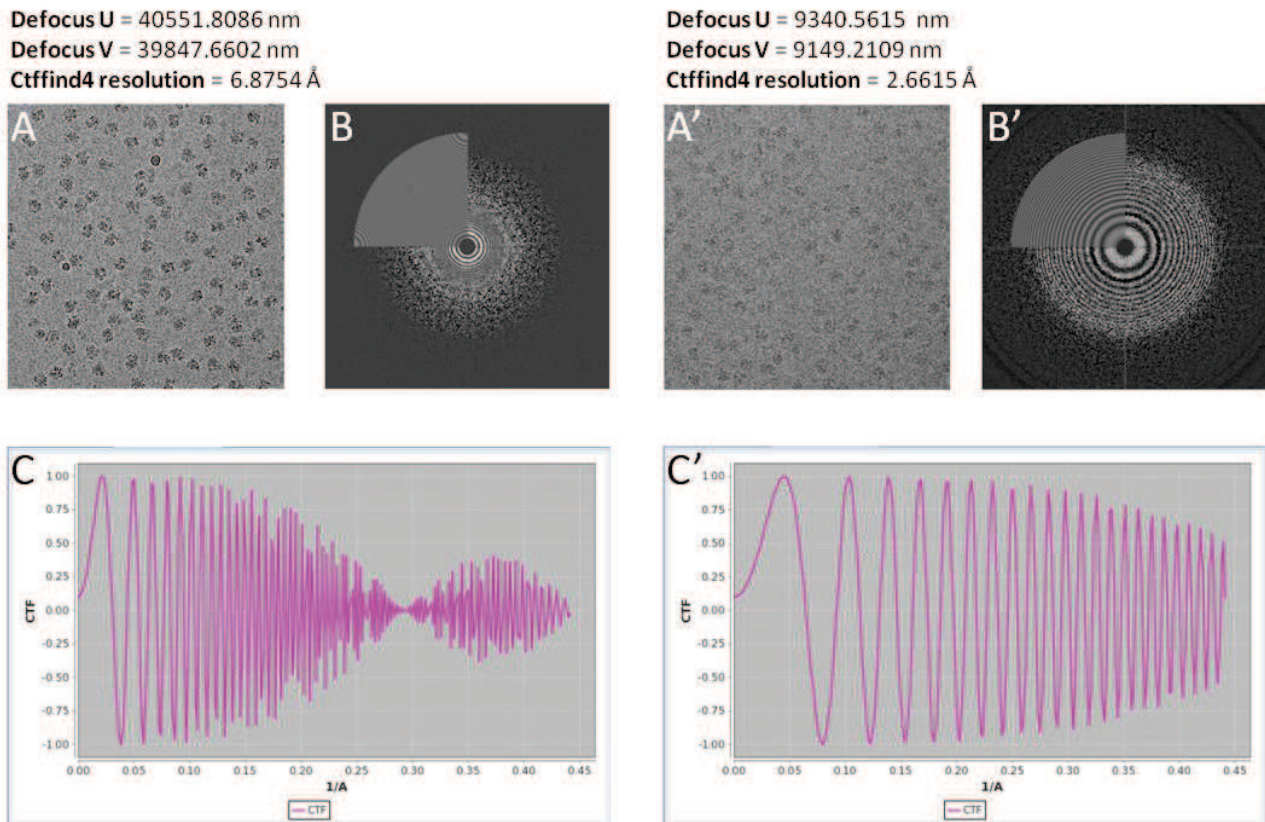 Defocus U = 40551.8086 nm
Defocus V = 39847.6602 nm
Ctffind4 resolution = 6.8754 Å
Defocus U = 9340.5615 nm
Defocus V = 9149.2109 nm
Ctffind4 resolution = 2.6615 Å
A
B
A'
B'
C
1.00
0.75
0.50
0.25
0.00
-0.25
-0.50
-0.75
-1.00
CTF
0.00 0.05 0.10 0.15 0.20 0.25 0.30 0.35 0.40 0.45
1/A
CTF
C'
1.00
0.75
0.50
0.25
0.00
-0.25
-0.50
-0.75
-1.00
CTF
0.00 0.05 0.10 0.15 0.20 0.25 0.30 0.35 0.40 0.45
1/A
CTF